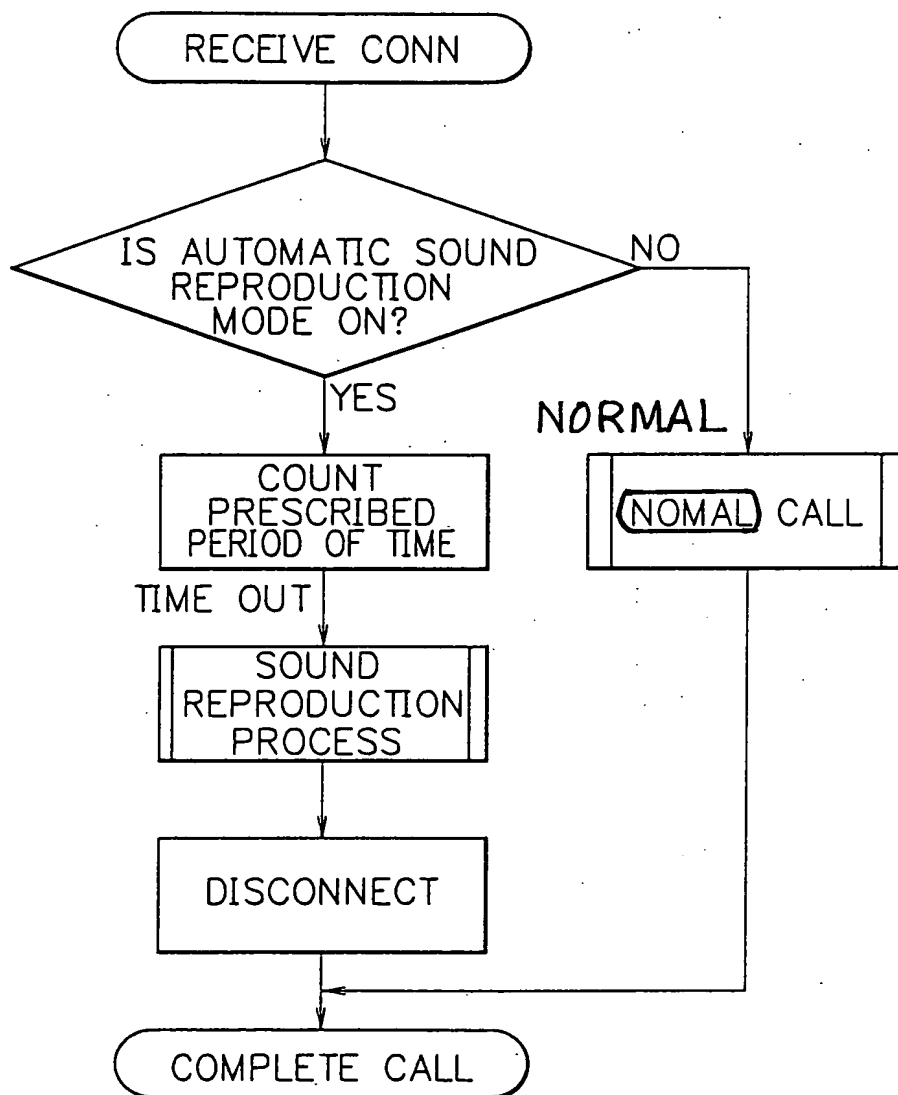 RECEIVE CONN
IS AUTOMATIC SOUND
REPRODUCTION
MODE ON?
NO
YES
NORMAL
COUNT
PRESCRIBED
PERIOD OF TIME
NOMAL CALL
TIME OUT
SOUND
REPRODUCTION
PROCESS
DISCONNECT
COMPLETE CALL